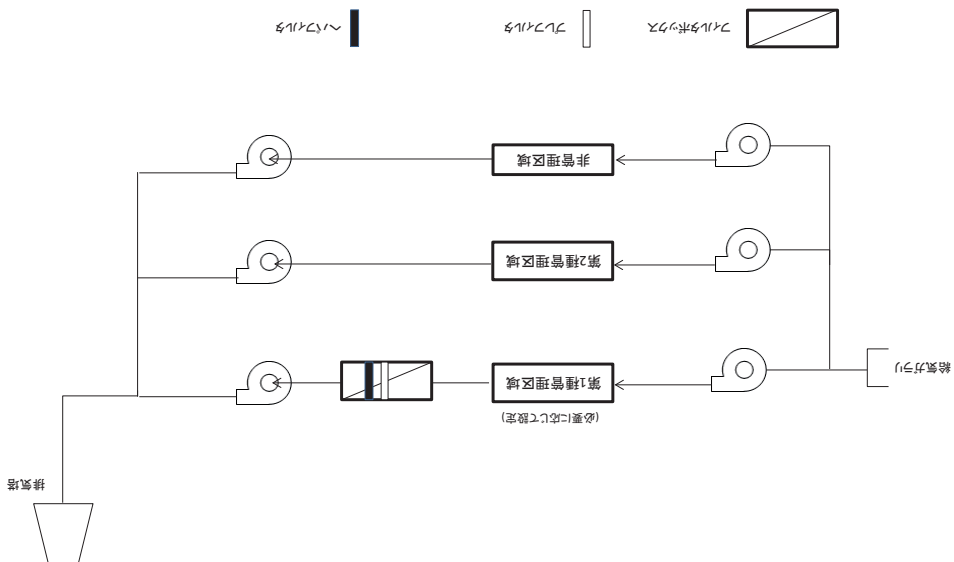 排気塔
(必要に応じて設定)
給気ガラリ
第1種管理区域
第2種管理区域
非管理区域
フィルタボックス
プレフィルタ
ヘパフィルタ